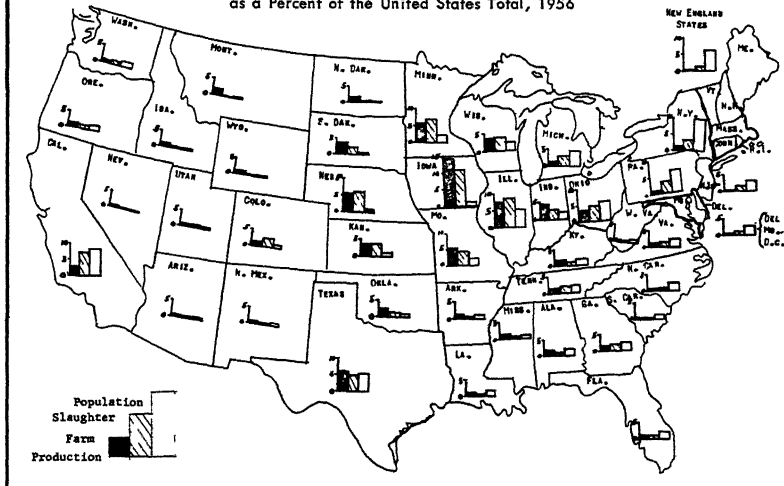 as a Percent of the United States Total, 1956
NEW ENGLAND
STATES
WASH.
MONT.
N. DAK.
MINN.
ME.
ORE.
IDA.
WYO.
S. DAK.
WIS.
MICH.
N.Y.
VT
N.H.
MASS.
CONN
R.I.
CAL.
NEV.
UTAH
COLO.
NEB.
IOWA
ILL.
IND.
OHIO
PA.
N.J.
DEL.
W. VA.
VA.
DEL
MD.
D.C.
KAN.
MO.
KY.
ARIZ.
N. MEX.
TEXAS
OKLA.
ARK.
TENN.
N. CAR.
S. CAR.
MISS.
ALA.
GA.
LA.
FLA.
Population
Slaughter
Farm
Production